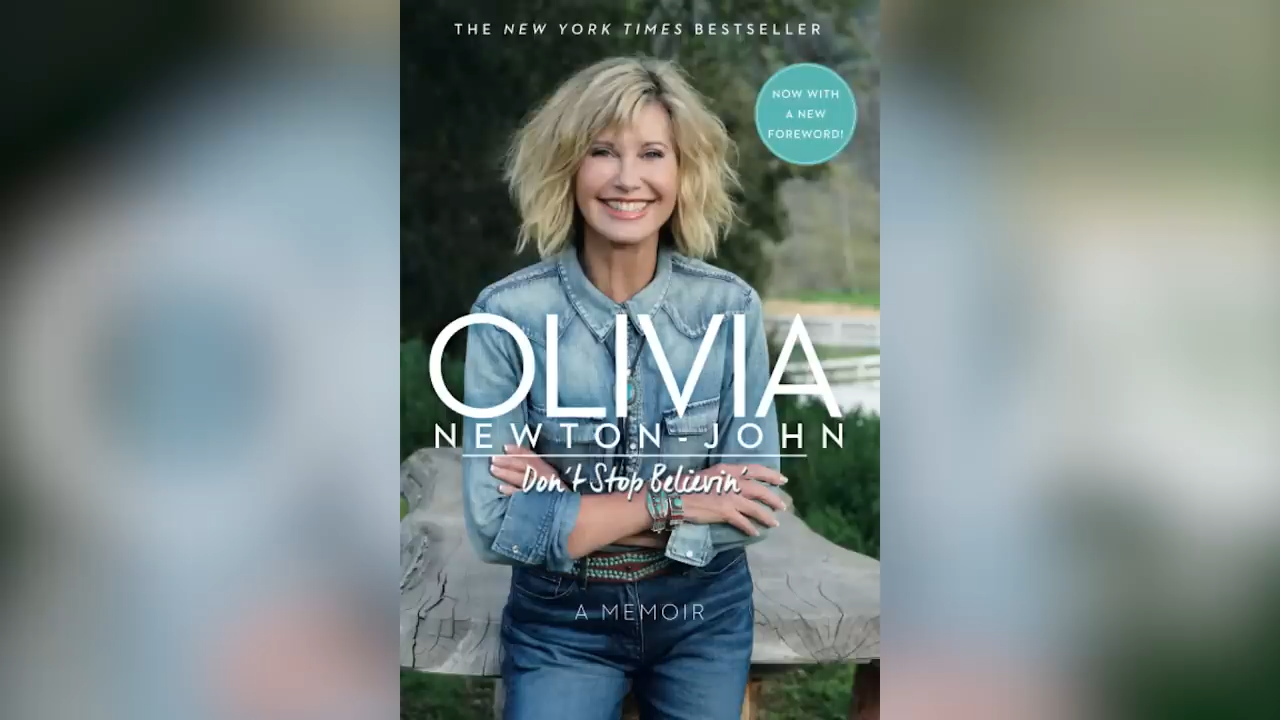 THE NEW YORK TIMES BESTSELLER
NOW WITH
A NEW
FOREWORD!
OLIVIA
NEWTON-JOHN
Don't Stop Believin'
A MEMOIR